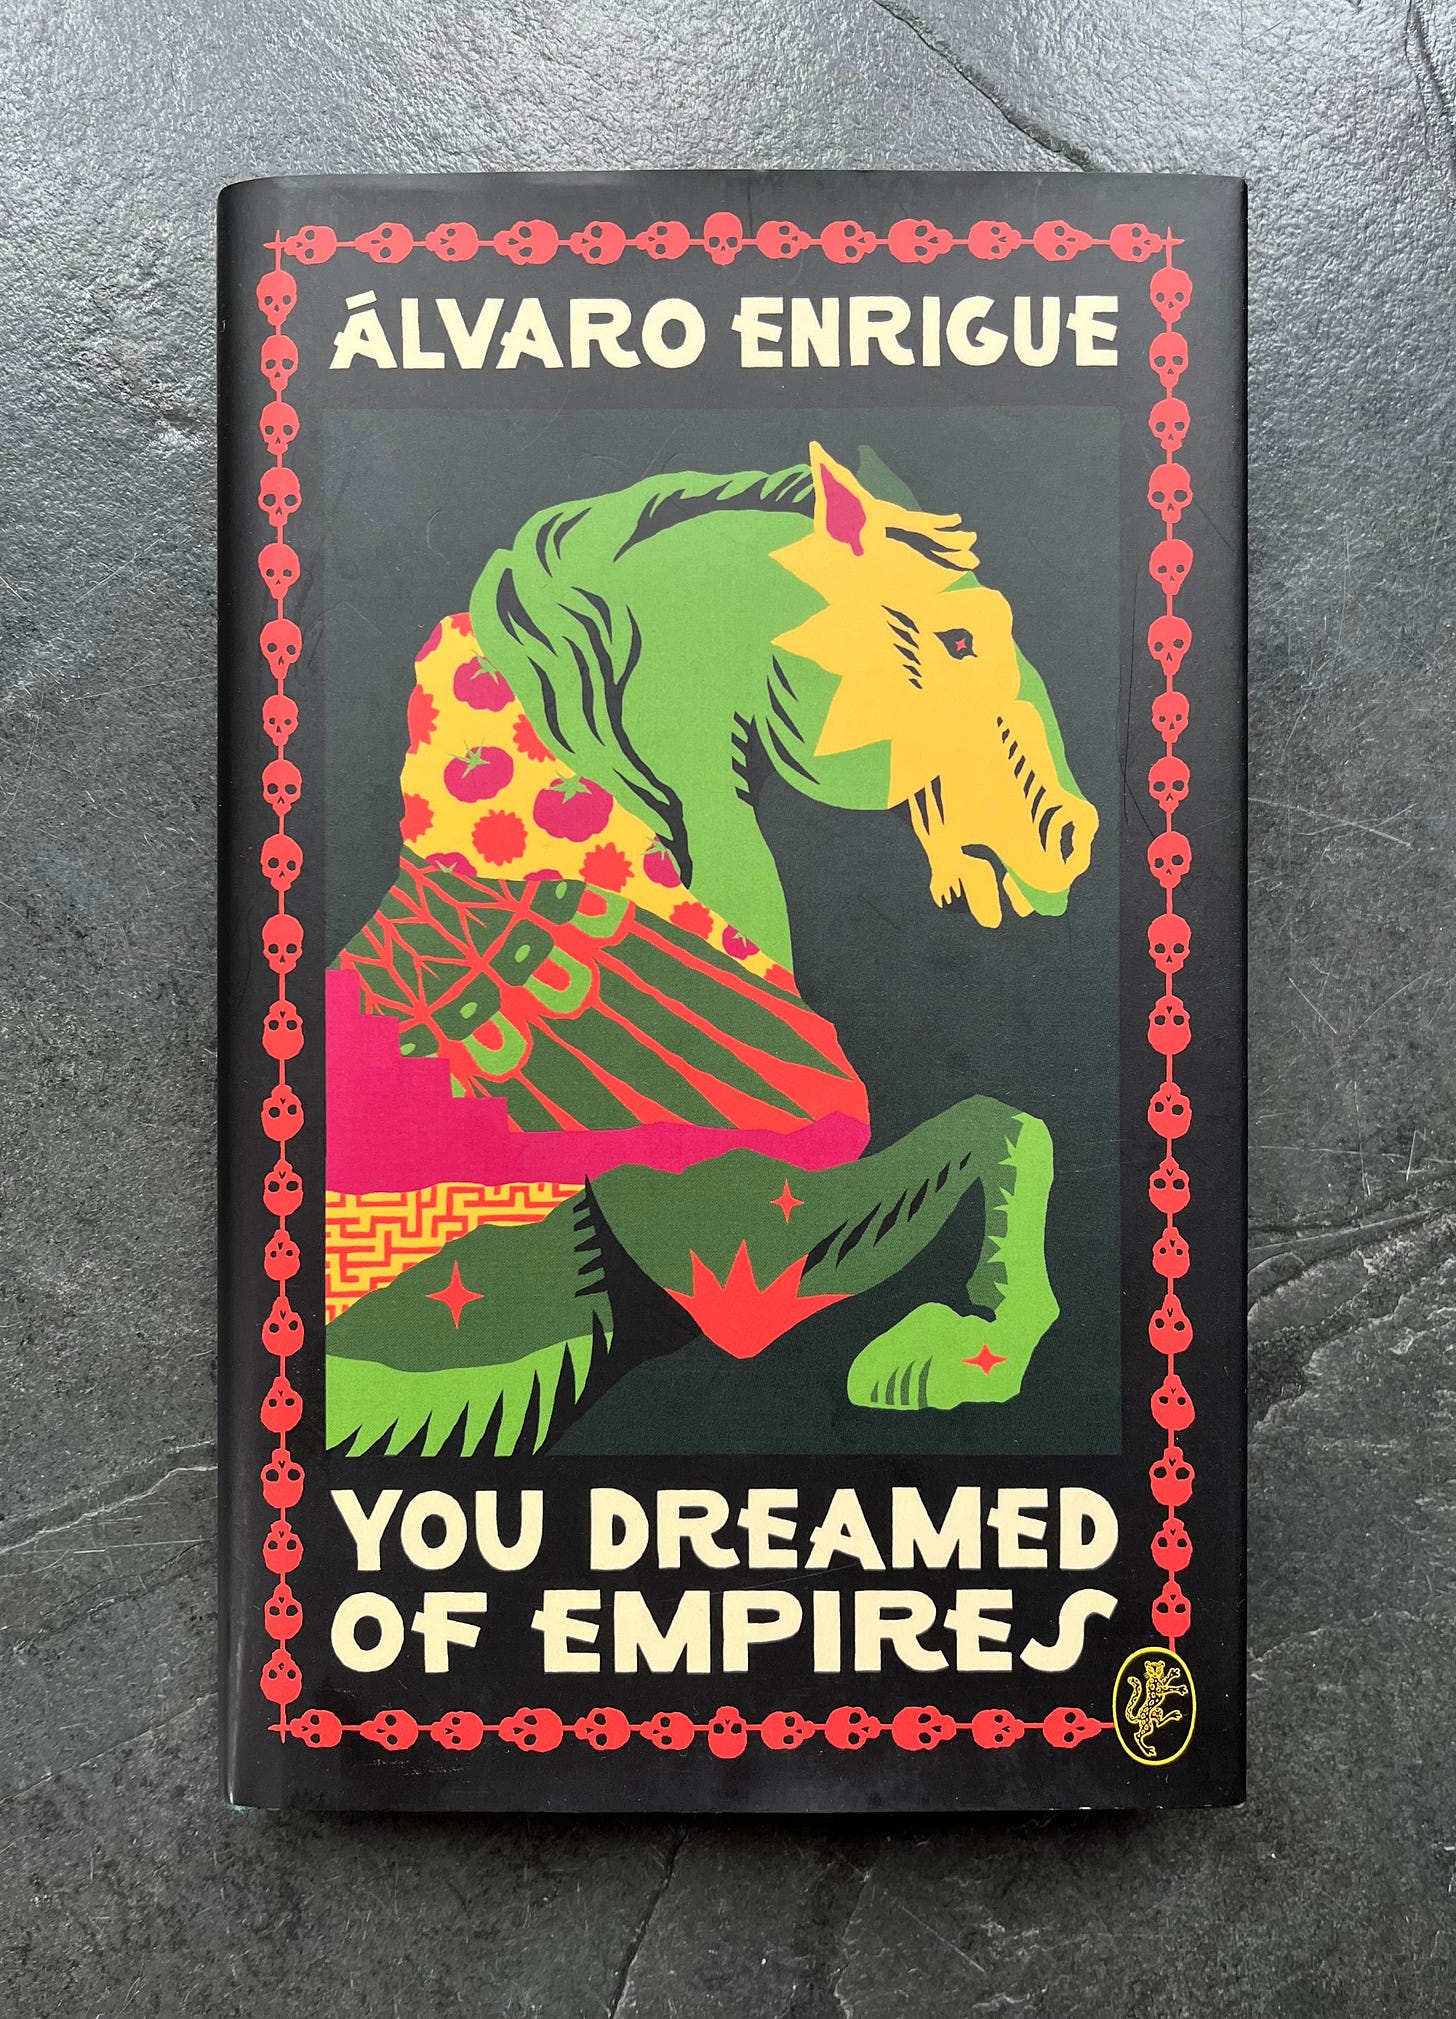 ÁLVARO ENRIGUE
YOU DREAMED
OF EMPIRES